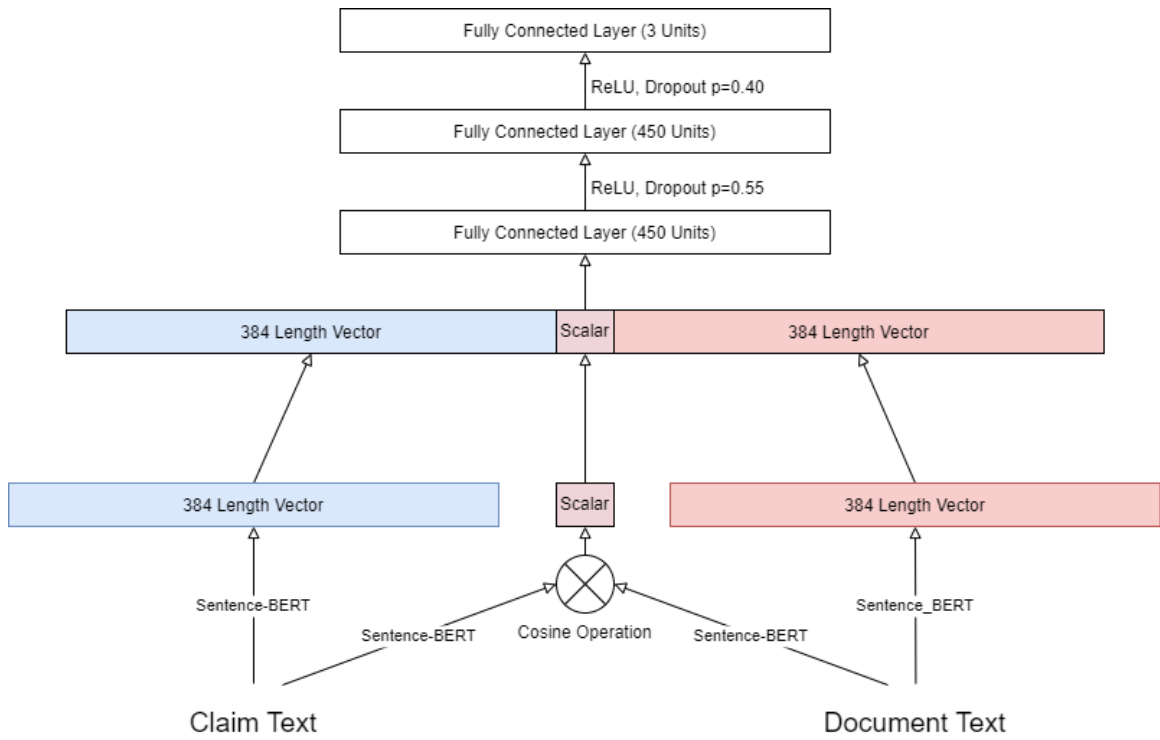 Fully Connected Layer (3 Units)
ReLU, Dropout p=0.40
Fully Connected Layer (450 Units)
ReLU, Dropout p=0.55
Fully Connected Layer (450 Units)
384 Length Vector
Scalar
384 Length Vector
384 Length Vector
Scalar
384 Length Vector
Sentence-BERT
Sentence_BERT
Sentence-BERT
Cosine Operation
Sentence-BERT
Claim Text
Document Text